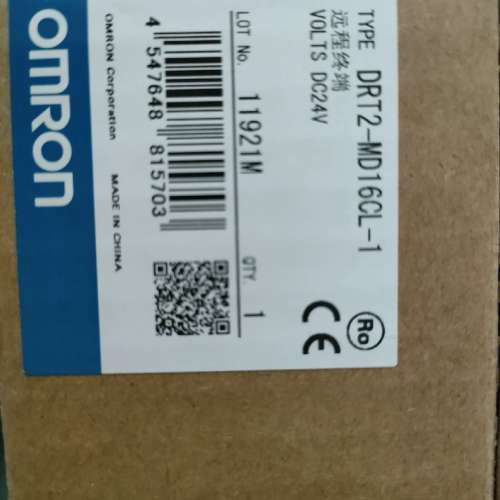 TYPE DRT2-MD16CL-1
远程终端
VOLTS DC24V
Ro
CE
LOT No. 11921M
QTY. 1
4 547648 815703
OMRON Corporation
MADE IN CHINA
OMRON